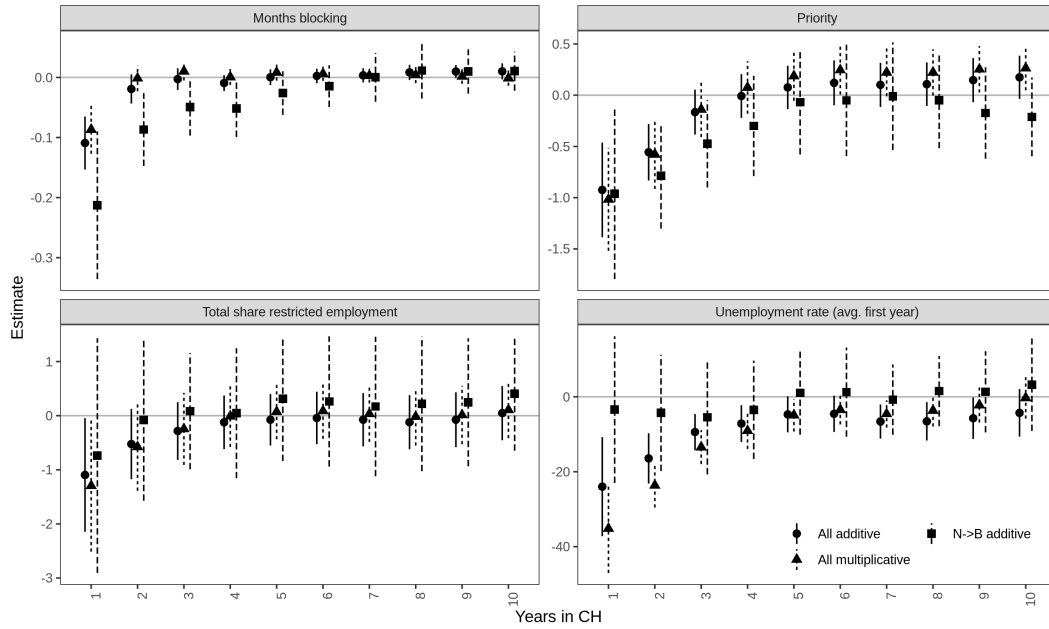 Months blocking
Priority
0.0
-0.1
-0.2
-0.3
0.5
0.0
-0.5
-1.0
-1.5
Estimate
Total share restricted employment
Unemployment rate (avg. first year)
1
0
-1
-2
-3
0
-20
-40
All additive
N->B additive
All multiplicative
1 2 3 4 5 6 7 8 9 10
1 2 3 4 5 6 7 8 9 10
Years in CH